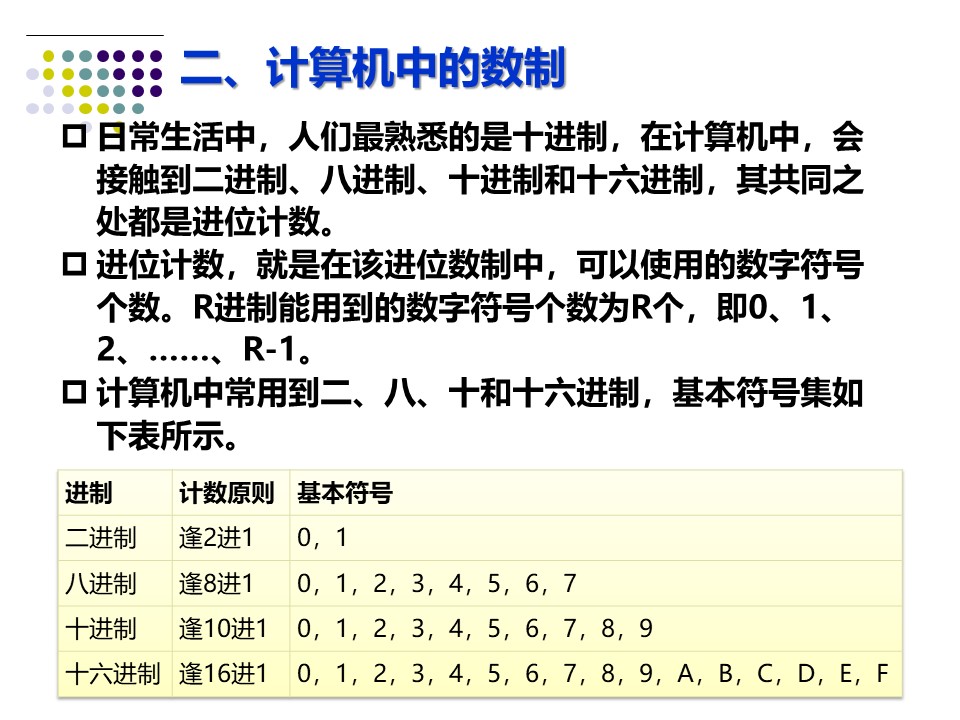 二、计算机中的数制
日常生活中，人们最熟悉的是十进制，在计算机中，会
接触到二进制、八进制、十进制和十六进制，其共同之
处都是进位计数。
进位计数，就是在该进位数制中，可以使用的数字符号
个数。R进制能用到的数字符号个数为R个，即0、1、
2、……、R-1。
计算机中常用到二、八、十和十六进制，基本符号集如
下表所示。
进制 计数原则 基本符号
二进制 逢2进1 0，1
八进制 逢8进1 0，1，2，3，4，5，6，7
十进制 逢10进1 0，1，2，3，4，5，6，7，8，9
十六进制 逢16进1 0，1，2，3，4，5，6，7，8，9，A，B，C，D，E，F